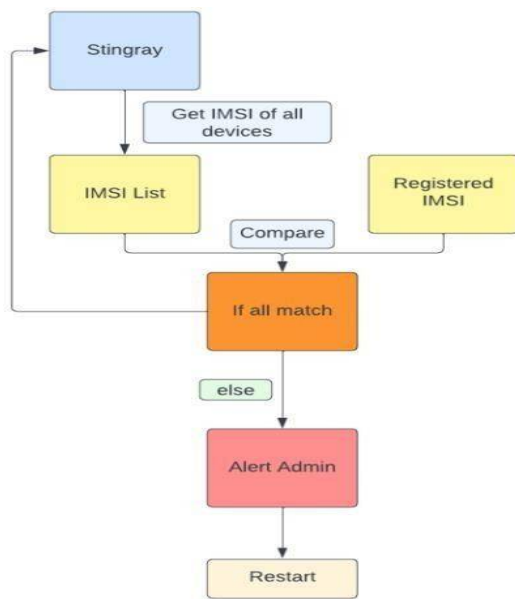 Stingray
Get IMSI of all
devices
IMSI List
Registered
IMSI
Compare
If all match
else
Alert Admin
Restart